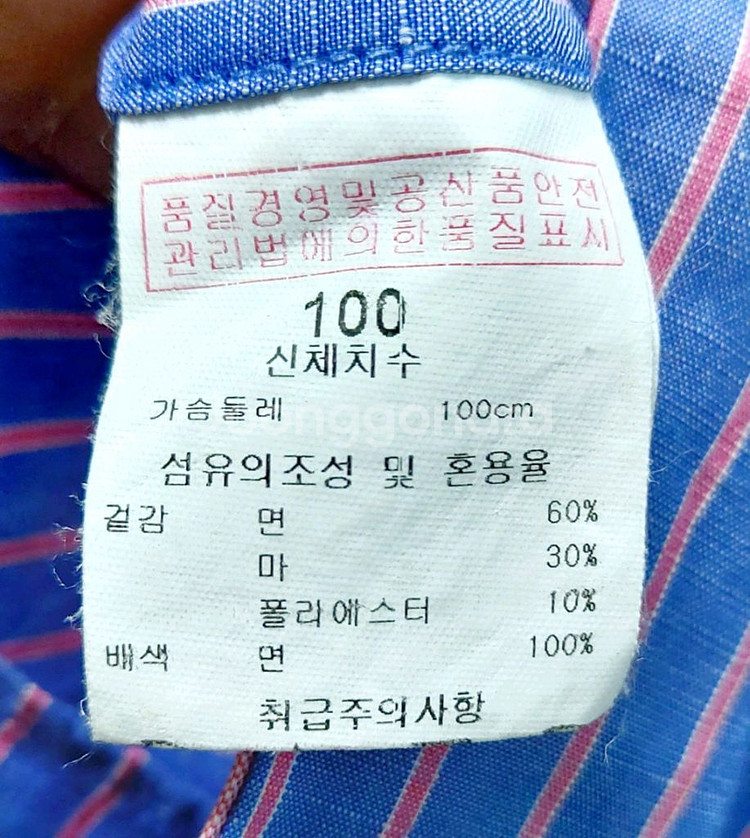 품질경영및공산품안전
관리법에의한품질표시
100
신체치수
가슴둘레 100cm
섬유의조성 및 혼용율
겉감 면 60%
마 30%
폴리에스터 10%
배색 면 100%
취급주의사항